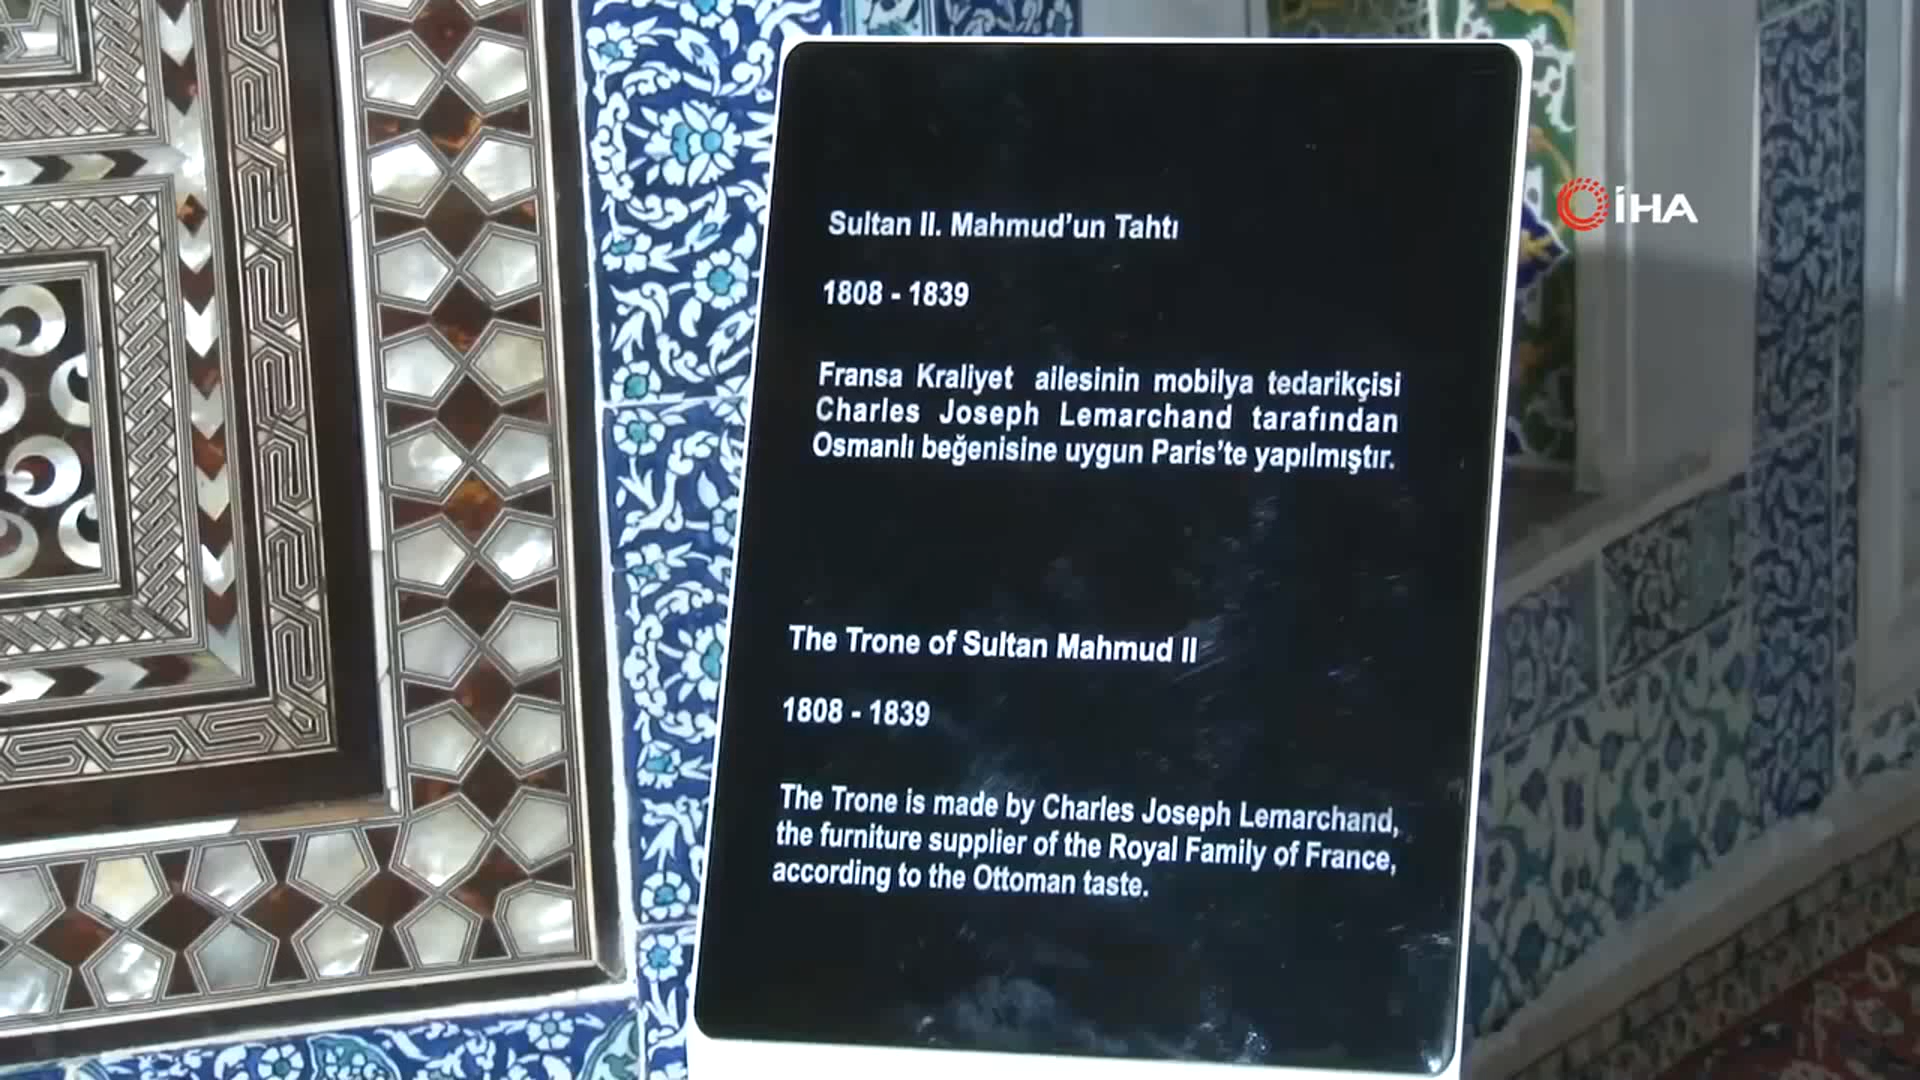 Sultan II. Mahmud'un Tahtı
1808 - 1839
Fransa Kraliyet ailesinin mobilya tedarikçisi
Charles Joseph Lemarchand tarafından
Osmanlı beğenisine uygun Paris'te yapılmıştır.
The Trone of Sultan Mahmud II
1808 - 1839
The Trone is made by Charles Joseph Lemarchand,
the furniture supplier of the Royal Family of France,
according to the Ottoman taste.
İHA